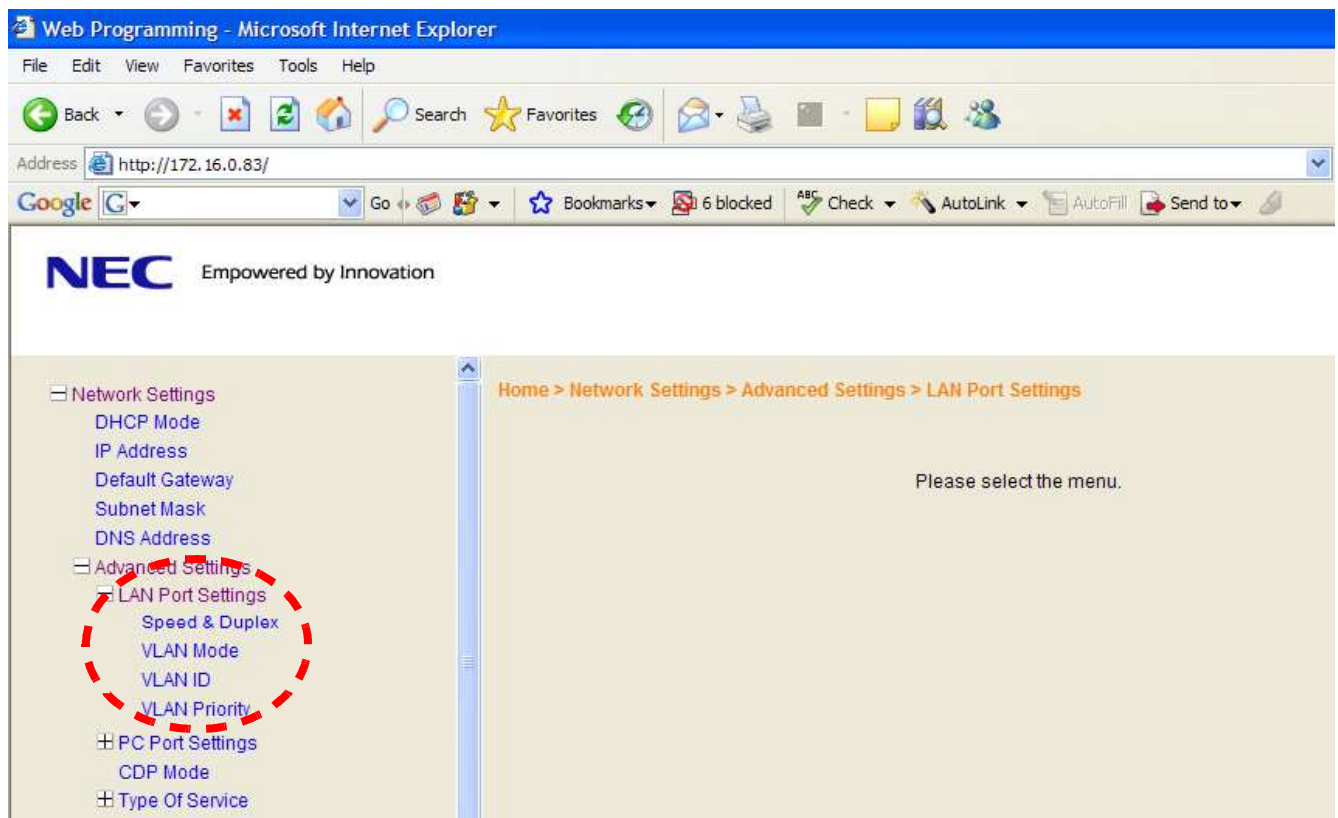 Web Programming - Microsoft Internet Explorer
File Edit View Favorites Tools Help
Back Search Favorites
Address http://172.16.0.83/
Google G Go Bookmarks 6 blocked ABC Check AutoLink AutoFill Send to
NEC Empowered by Innovation
Home > Network Settings > Advanced Settings > LAN Port Settings
Please select the menu.
Network Settings
DHCP Mode
IP Address
Default Gateway
Subnet Mask
DNS Address
Advanced Settings
LAN Port Settings
Speed & Duplex
VLAN Mode
VLAN ID
VLAN Priority
PC Port Settings
CDP Mode
Type Of Service